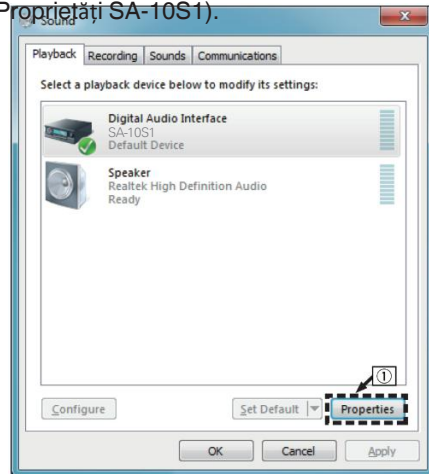 Proprietăți SA-10S1).
Sound
x
Playback Recording Sounds Communications
Select a playback device below to modify its settings:
Digital Audio Interface
SA-10S1
Default Device
Speaker
Realtek High Definition Audio
Ready
①
Configure Set Default Properties
OK Cancel Apply